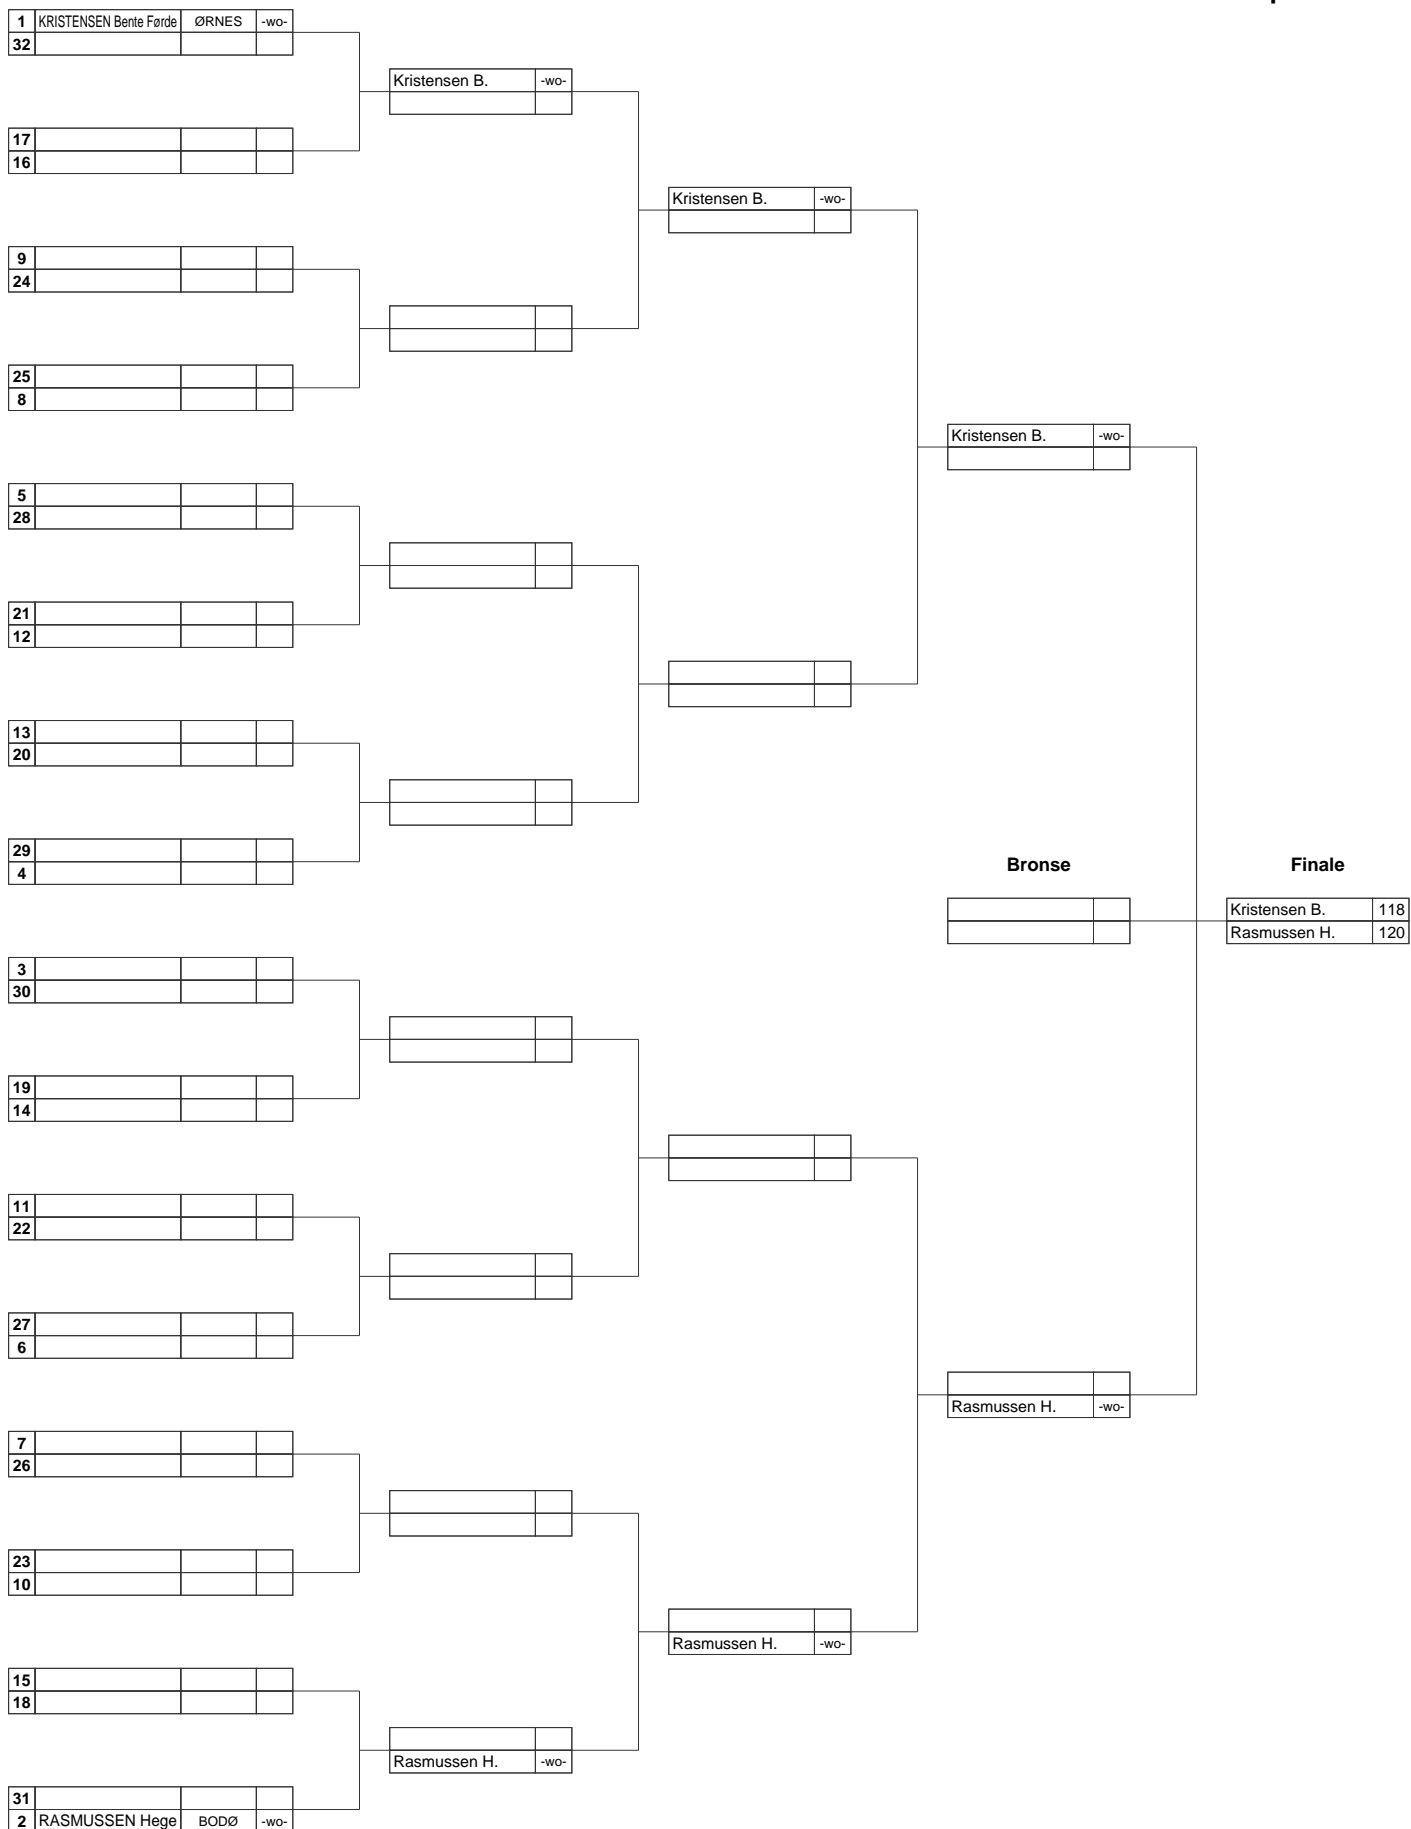 1 KRISTENSEN Bente Førde ØRNES -wo-
32
Kristensen B. -wo-
17
16
Kristensen B. -wo-
9
24
25
8
Kristensen B. -wo-
5
28
21
12
13
20
29
4
Bronse Finale
Kristensen B. 118
Rasmussen H. 120
3
30
19
14
11
22
27
6
Rasmussen H. -wo-
7
26
23
10
Rasmussen H. -wo-
15
18
Rasmussen H. -wo-
31
2 RASMUSSEN Hege BODØ -wo-